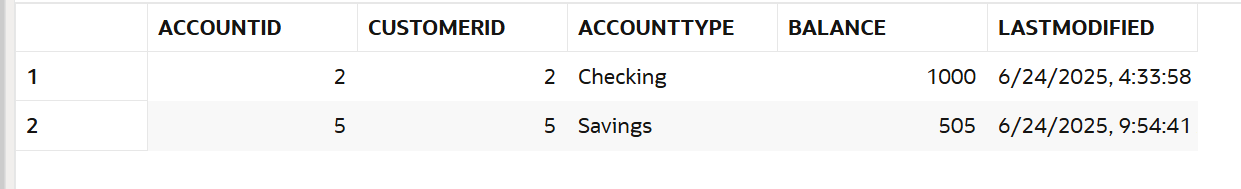 ACCOUNTID CUSTOMERID ACCOUNTTYPE BALANCE LASTMODIFIED
1 2 2 Checking 1000 6/24/2025, 4:33:58
2 5 5 Savings 505 6/24/2025, 9:54:41